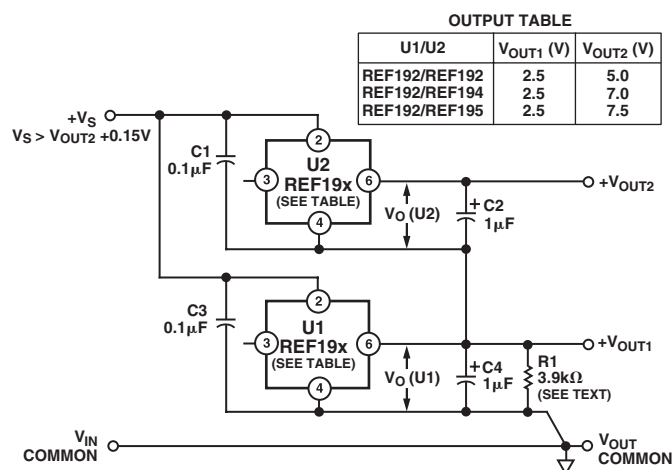 OUTPUT TABLE
U1/U2 VOUT1 (V) VOUT2 (V)
REF192/REF192 2.5 5.0
REF192/REF194 2.5 7.0
REF192/REF195 2.5 7.5
+VS
VS > VOUT2 +0.15V
C1
0.1μF
2
U2
REF19x
(SEE TABLE)
3
6
4
VO (U2)
+
C2
1μF
+VOUT2
C3
0.1μF
2
U1
REF19x
(SEE TABLE)
3
6
4
VO (U1)
+
C4
1μF
R1
3.9kΩ
(SEE TEXT)
+VOUT1
VIN
COMMON
VOUT
COMMON